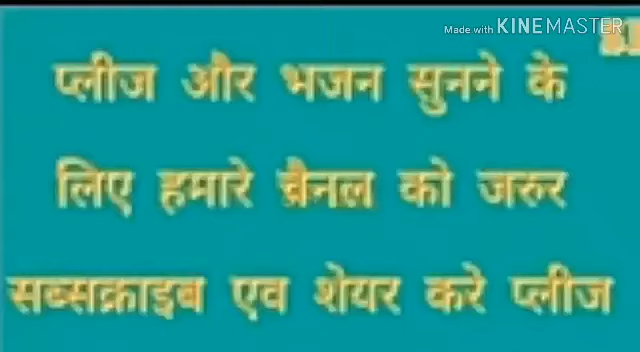 Made with KINEMASTER
प्लीज और भजन सुनने के
लिए हमारे चैनल को जरुर
सब्सक्राइब एव शेयर करे प्लीज